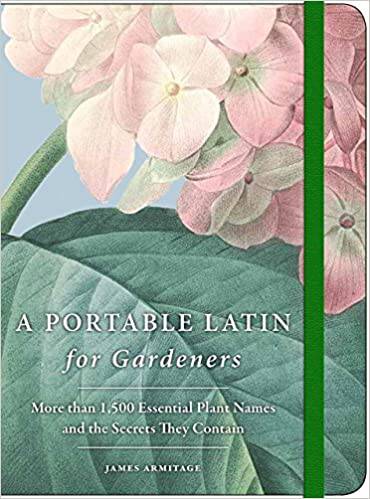 A PORTABLE LATIN
for Gardeners
More than 1,500 Essential Plant Names
and the Secrets They Contain
JAMES ARMITAGE